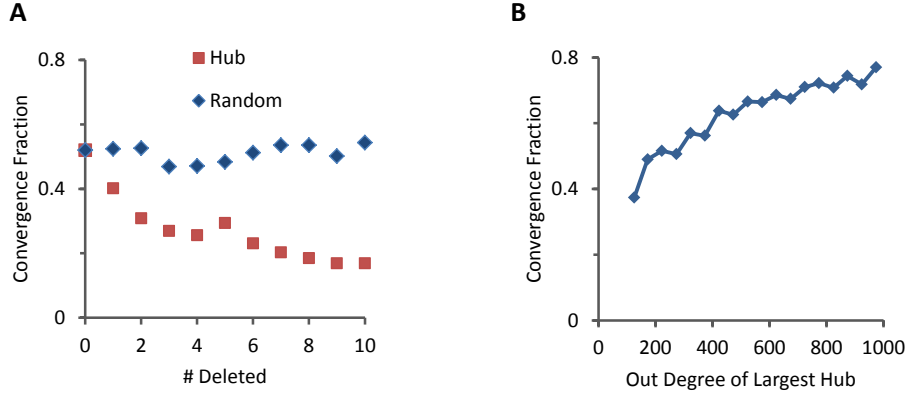 A
Hub
Random
0.8
0.4
0
Convergence Fraction
0 2 4 6 8 10
# Deleted
B
0.8
0.4
0
Convergence Fraction
0 200 400 600 800 1000
Out Degree of Largest Hub